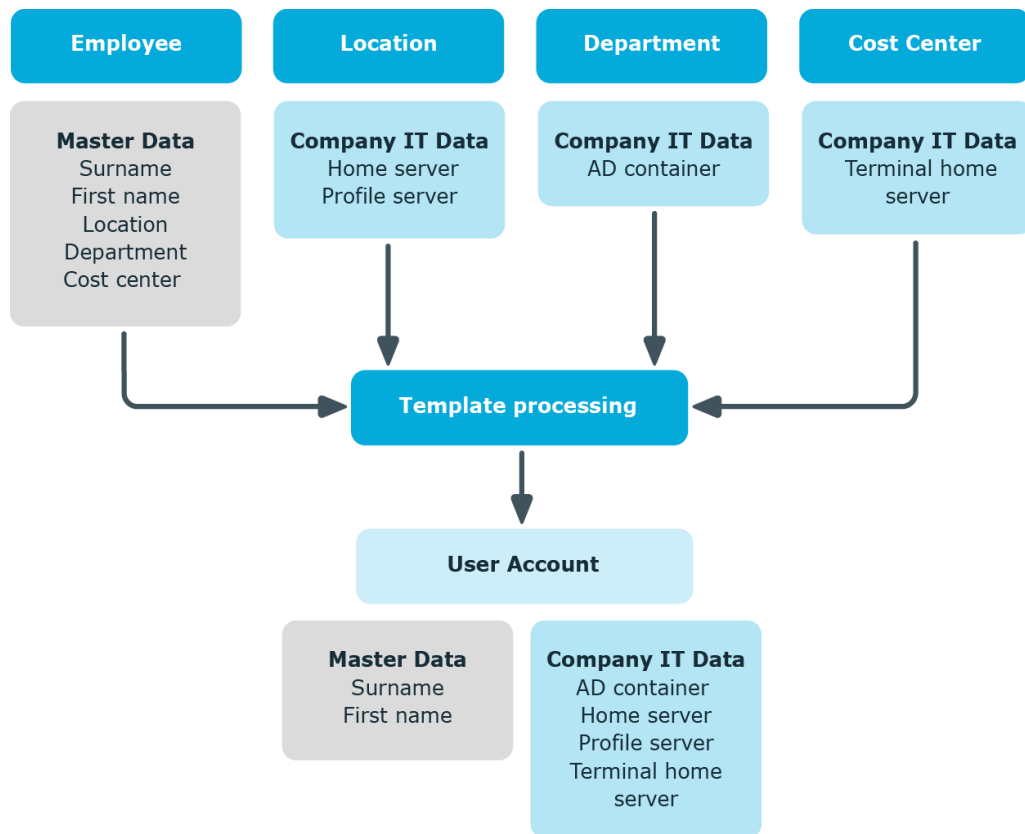 Employee
Location
Department
Cost Center
Master Data
Surname
First name
Location
Department
Cost center
Company IT Data
Home server
Profile server
Company IT Data
AD container
Company IT Data
Terminal home
server
Template processing
User Account
Master Data
Surname
First name
Company IT Data
AD container
Home server
Profile server
Terminal home
server